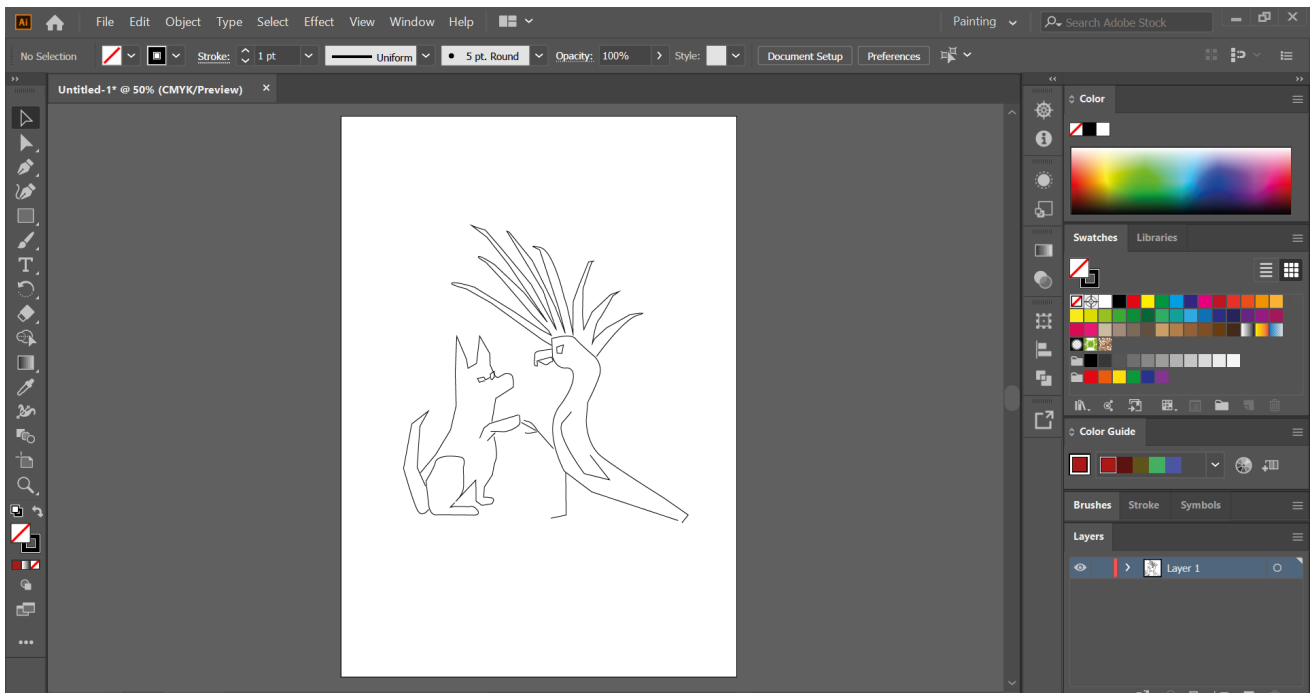 Ai File Edit Object Type Select Effect View Window Help Painting Search Adobe Stock
No Selection Stroke: 1 pt Uniform 5 pt. Round Opacity: 100% Style: Document Setup Preferences
Untitled-1* @ 50% (CMYK/Preview)
Color
Swatches Libraries
Color Guide
Brushes Stroke Symbols
Layers
Layer 1